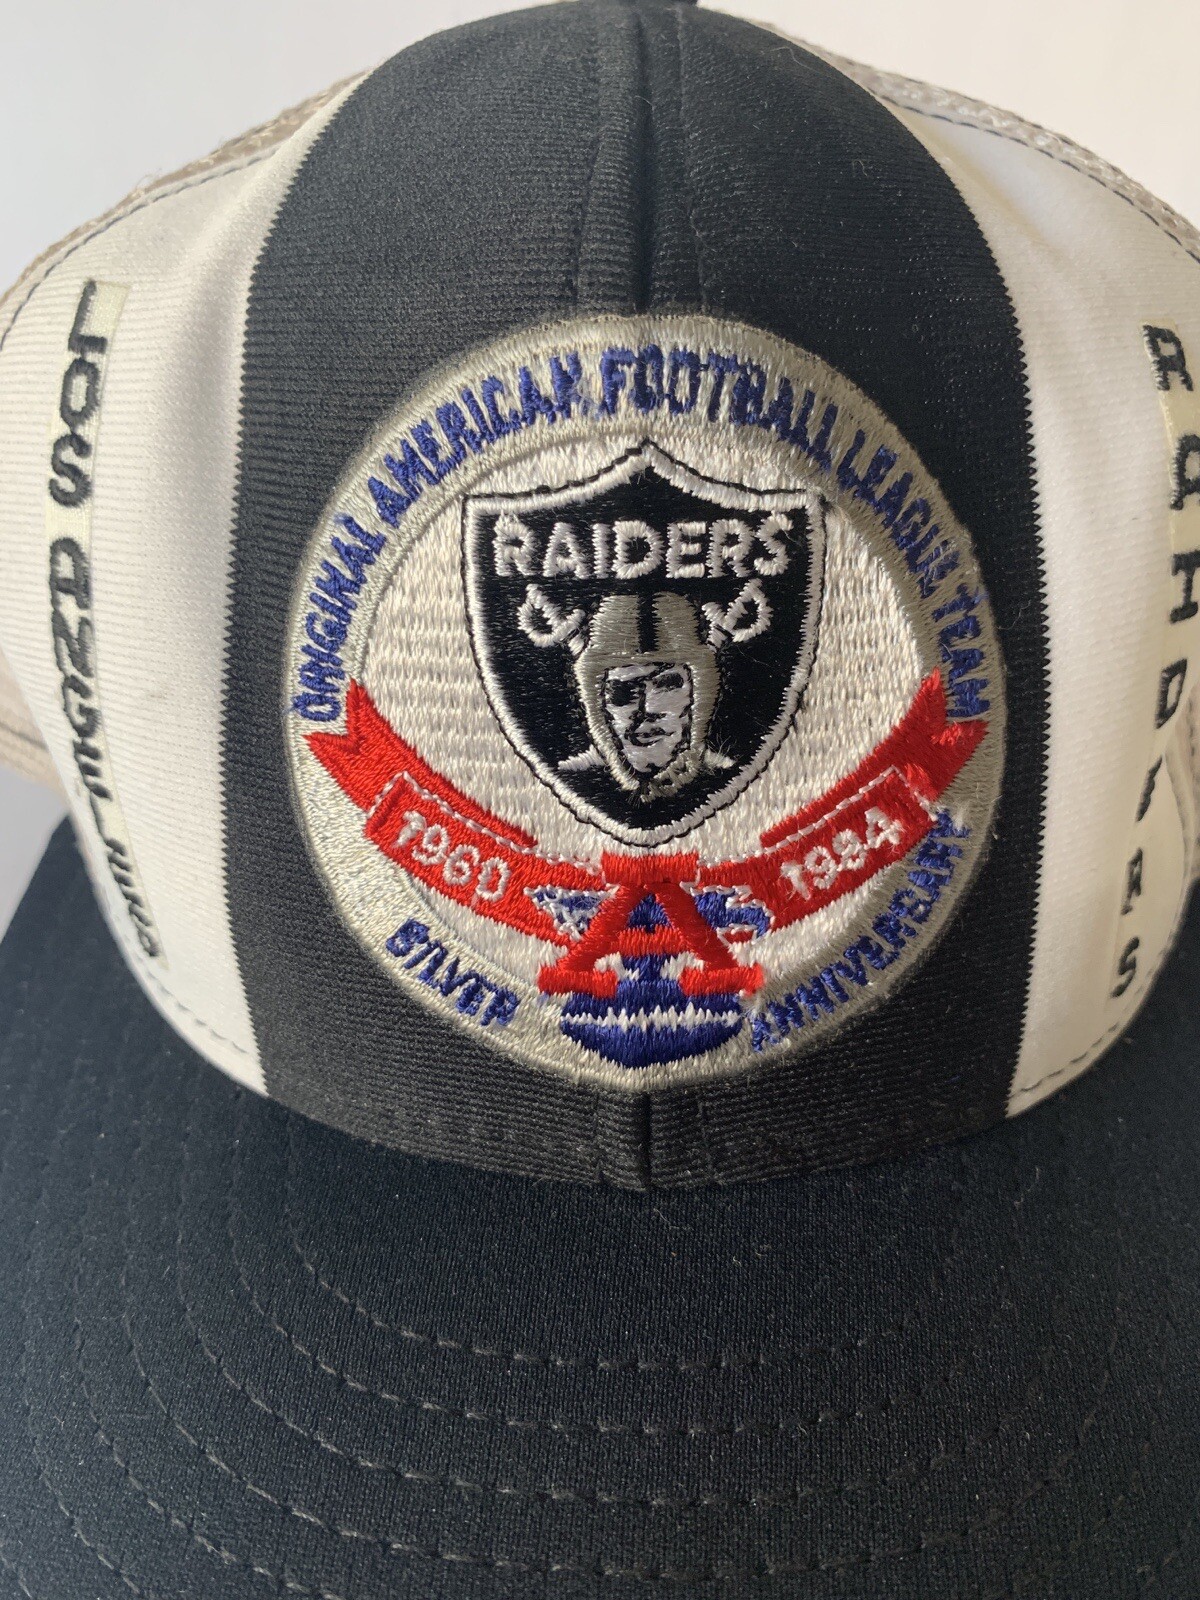 LOS ANGELES
ORIGINAL AMERICAN FOOTBALL LEAGUE TEAM
RAIDERS
1960
1984
A
SILVER ANNIVERSARY
RAIDERS